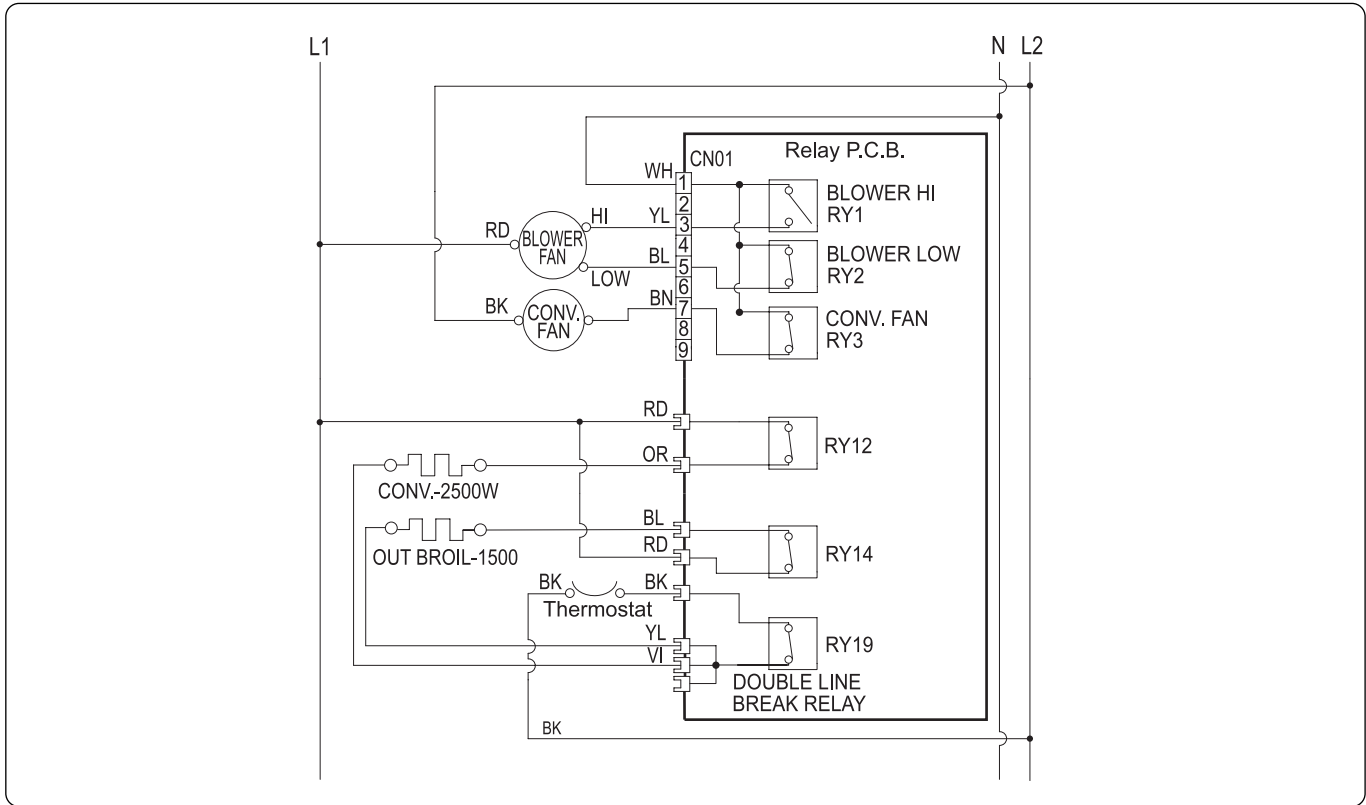 L1
N L2
Relay P.C.B.
CN01
WH 1
2
BLOWER HI
RY1
RD
BLOWER
FAN
HI
YL 3
4
LOW
BL 5
BLOWER LOW
RY2
6
BK
CONV.
FAN
BN 7
CONV. FAN
RY3
8
9
RD
RY12
OR
CONV.-2500W
BL
RD
RY14
OUT BROIL-1500
BK
BK
Thermostat
YL
RY19
VI
DOUBLE LINE
BREAK RELAY
BK